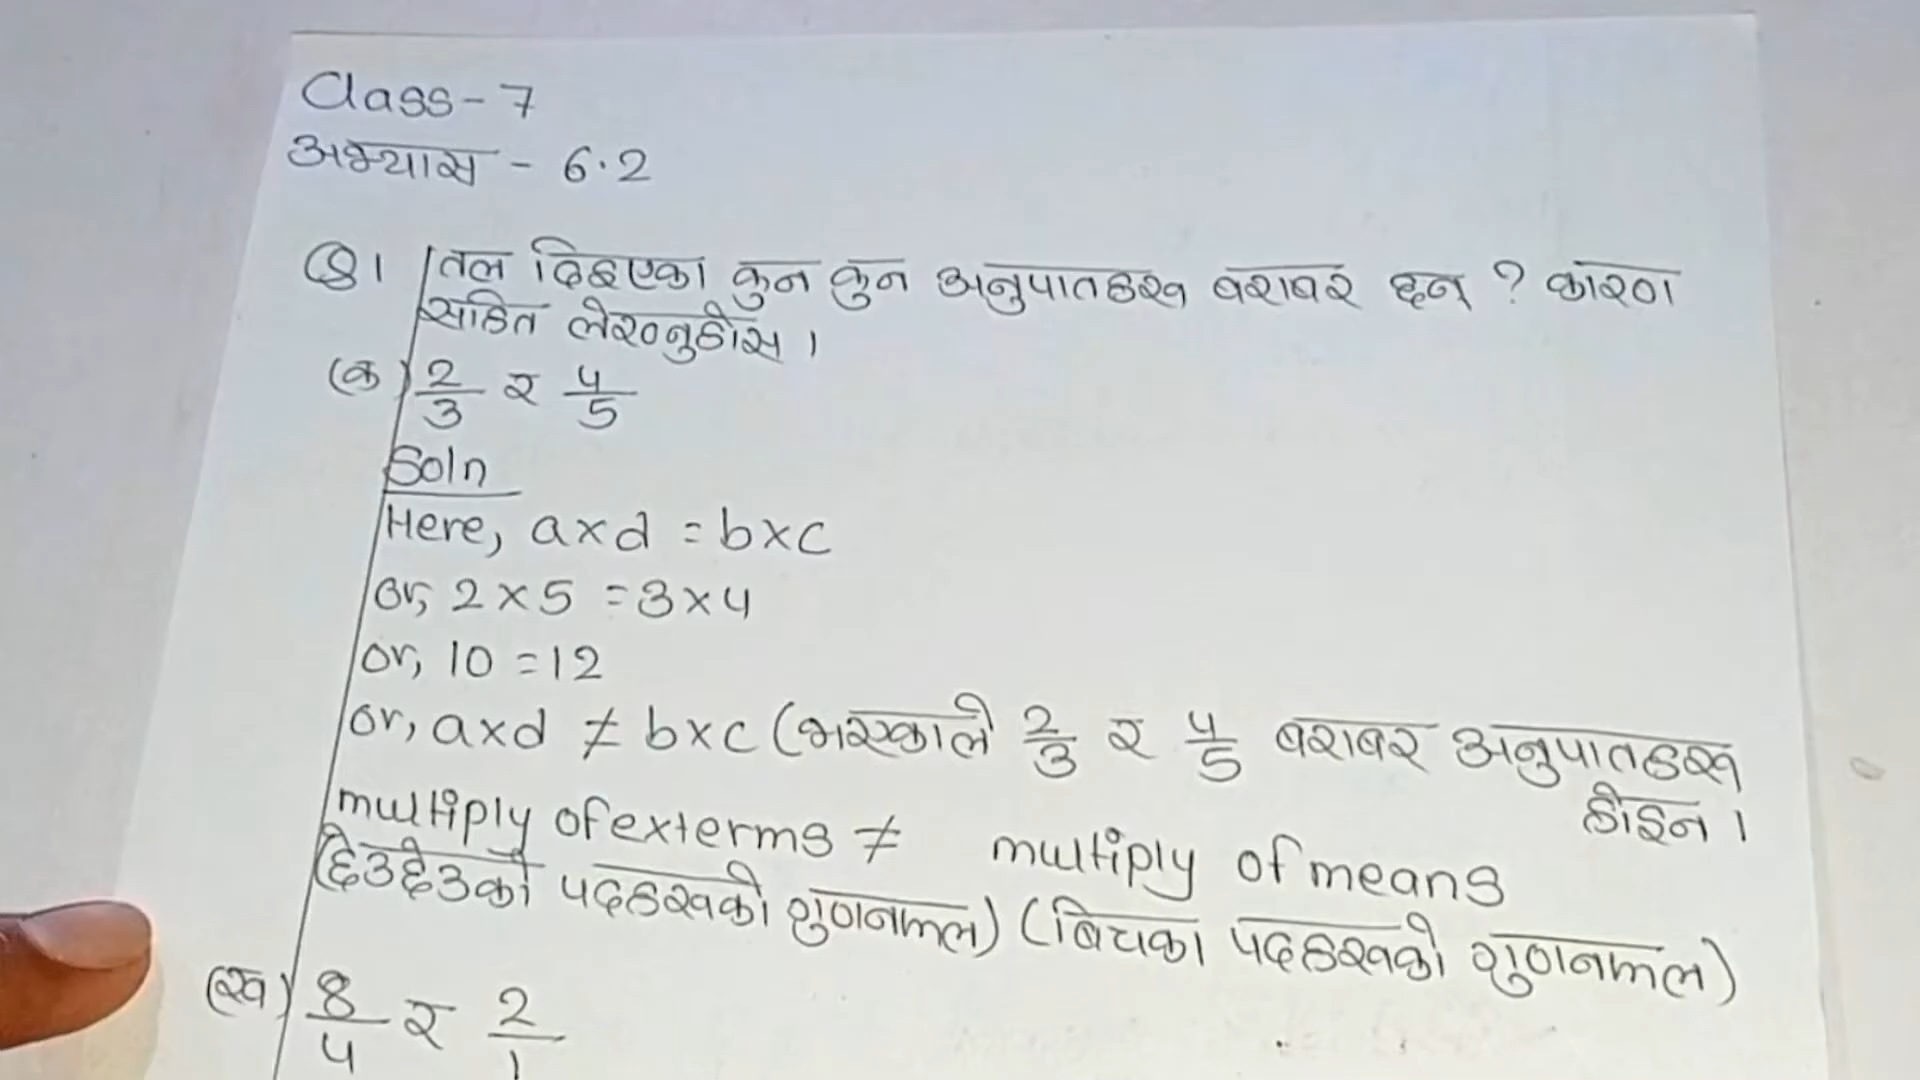 Class - 7
अभ्यास - 6.2
Q1 तल दिइएका कुन कुन अनुपातहरू बराबर छन् ? कारण
सहित लेख्नुहोस ।
(क) 2/3 र 4/5
Soln
Here, a×d = b×c
or, 2×5 = 3×4
or, 10 = 12
or, a×d ≠ b×c (भएकाले 2/3 र 4/5 बराबर अनुपातहरू
होइन ।
multiply of exterms ≠ multiply of means
(छेउछेउको पदहरूको गुणनफल) (बिचका पदहरूको गुणनफल)
(ख) 8/4 र 2/1